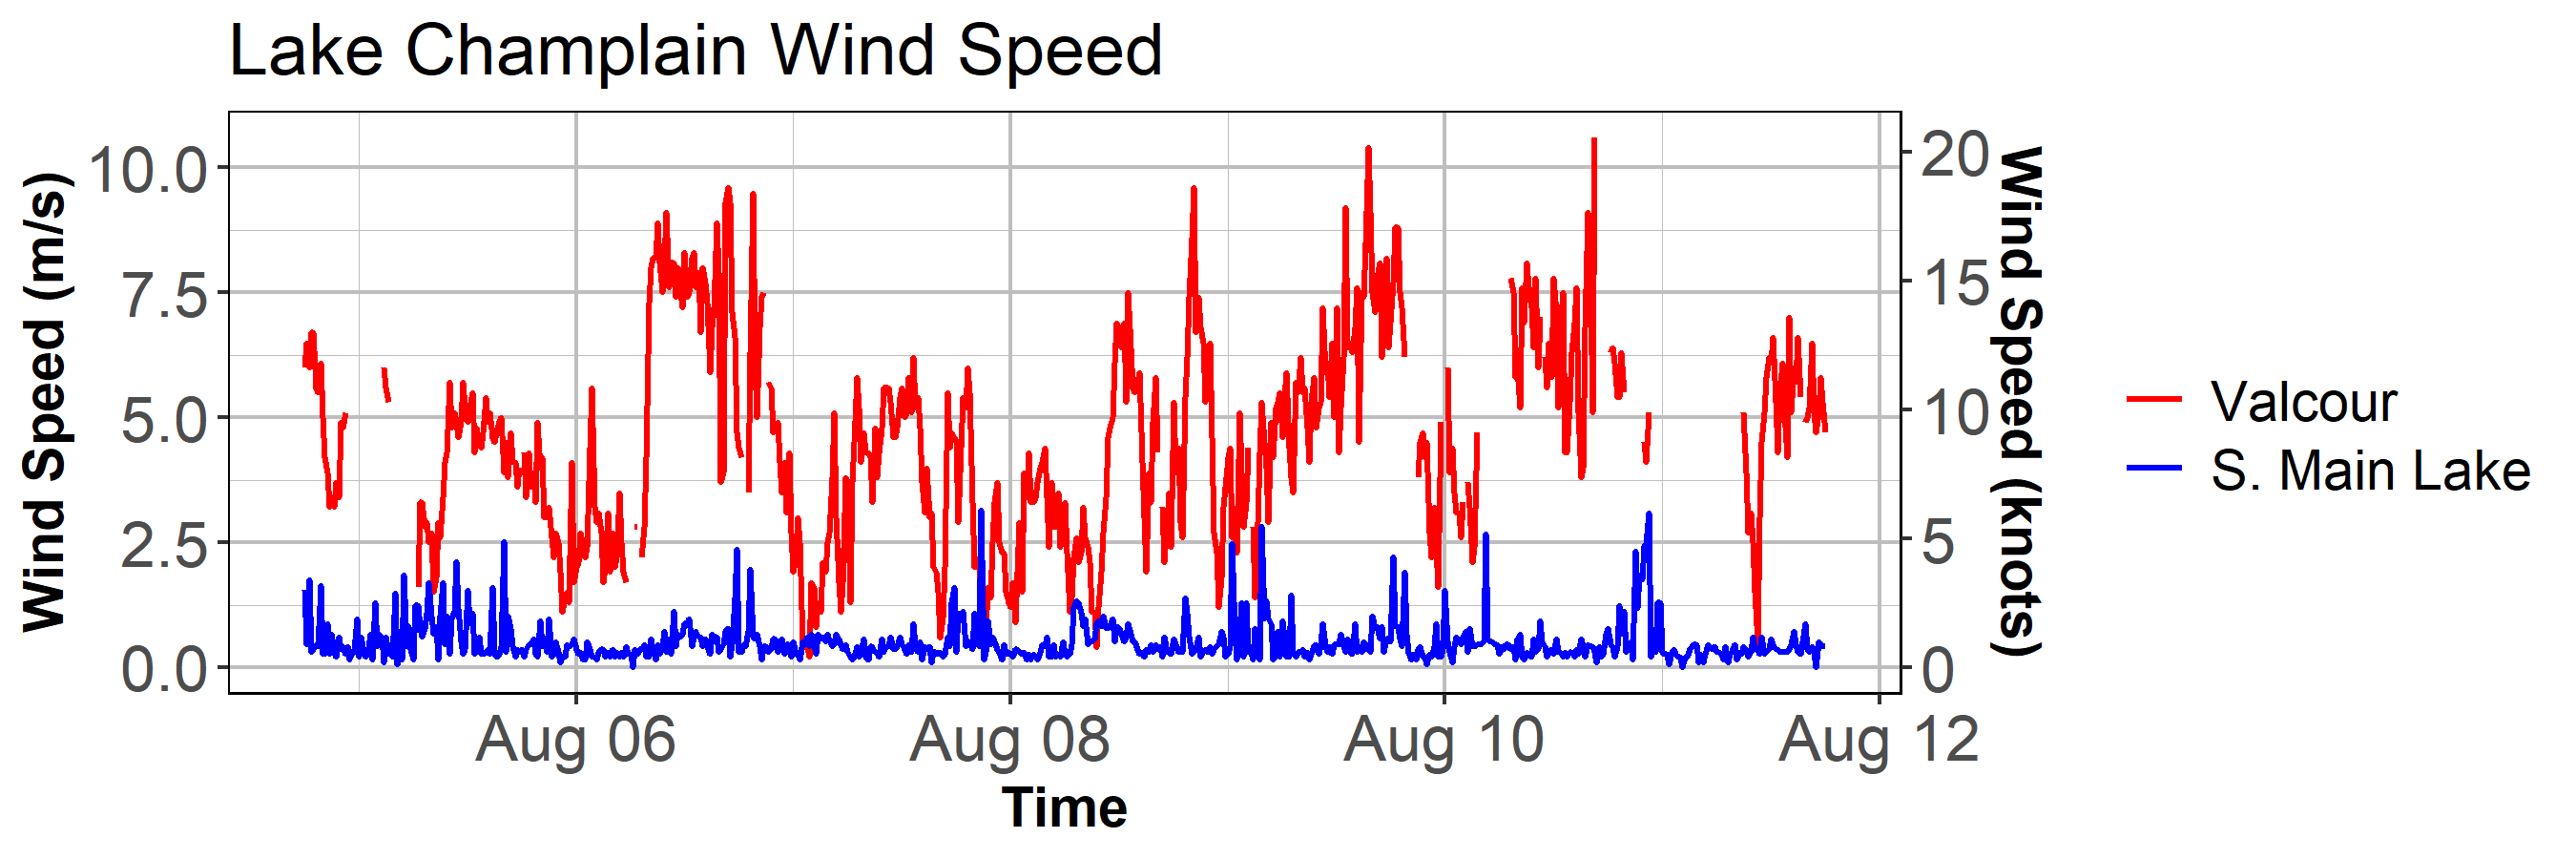 Lake Champlain Wind Speed
Wind Speed (m/s)
10.0
7.5
5.0
2.5
0.0
20
15
10
5
0
Wind Speed (knots)
Aug 06
Aug 08
Aug 10
Aug 12
Time
Valcour
S. Main Lake